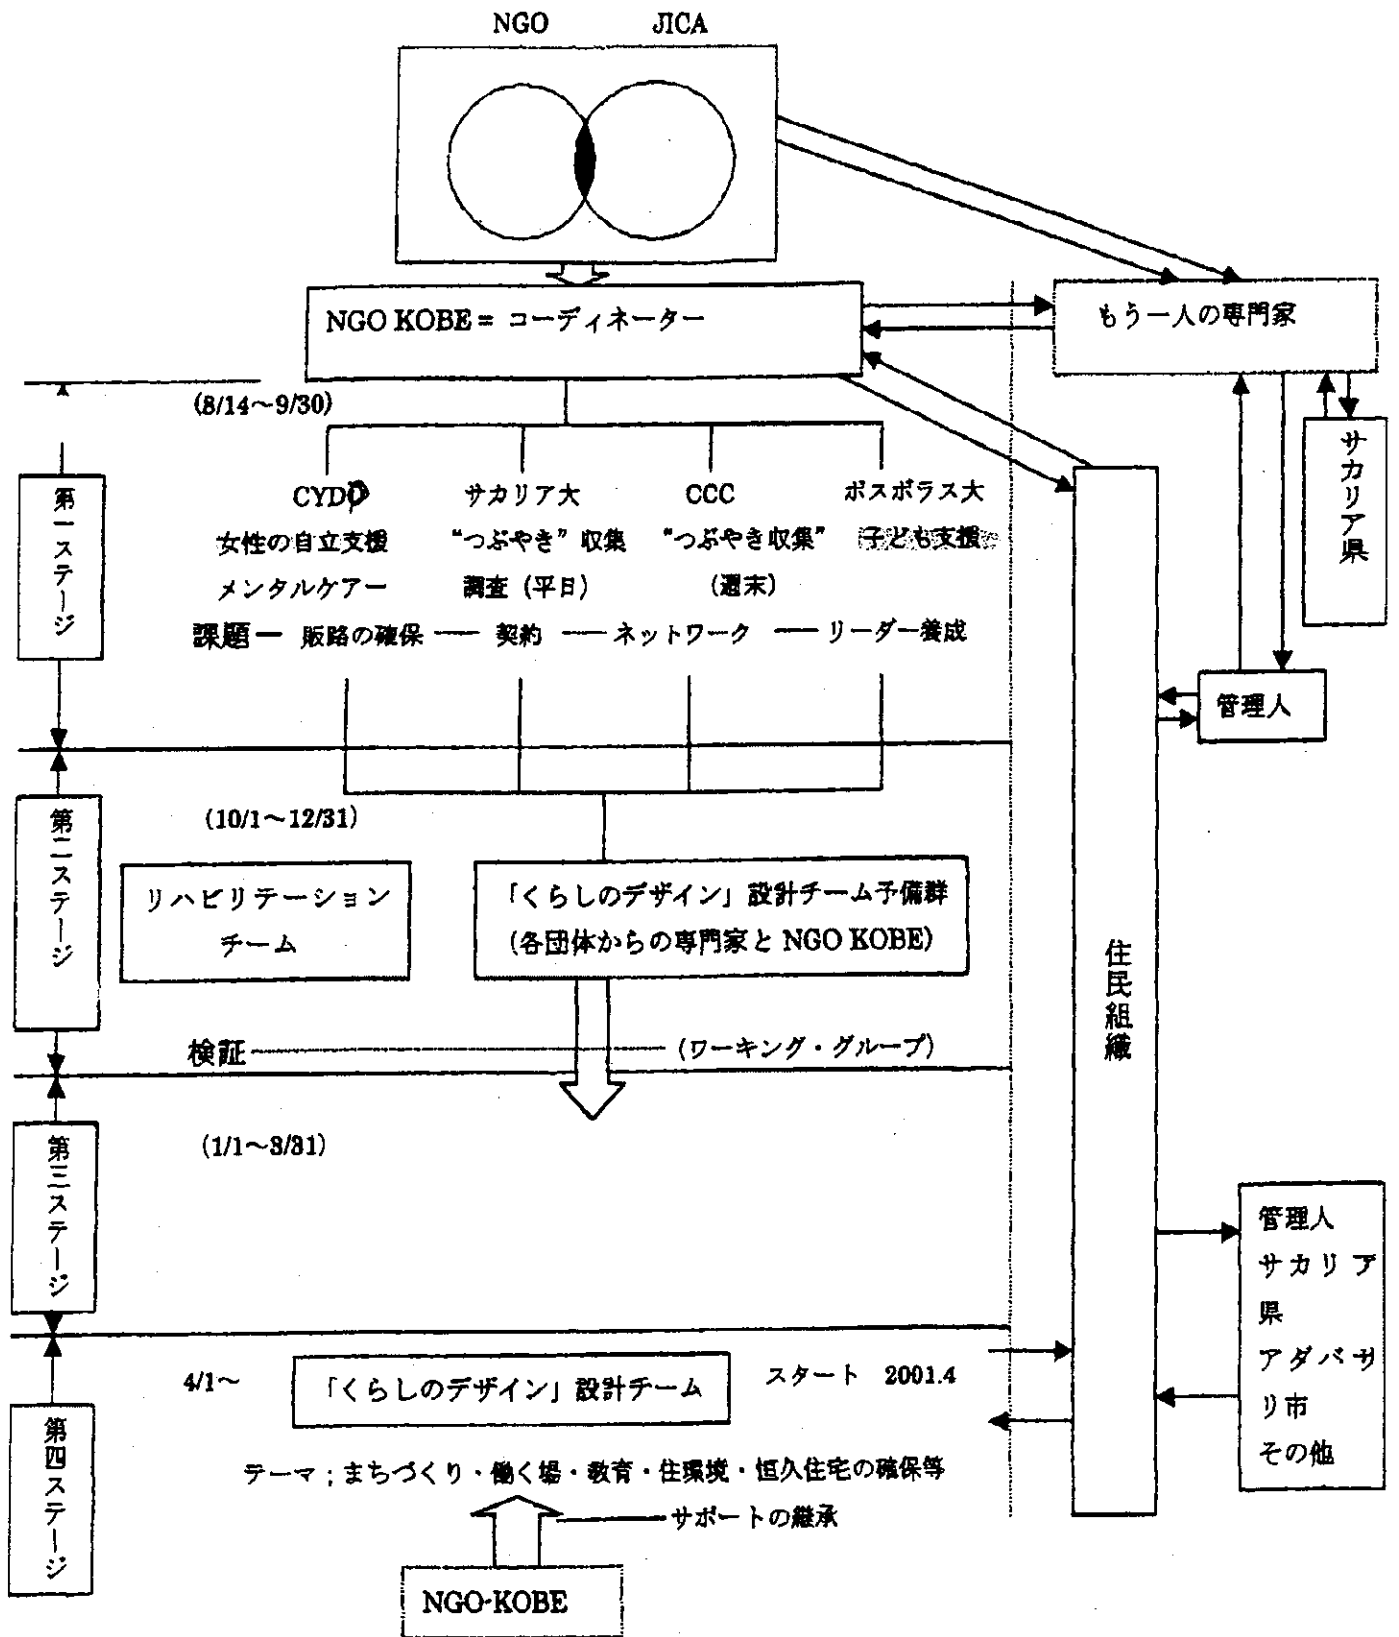 NGO JICA
NGO KOBE = コーディネーター
もう一人の専門家
(8/14～9/30)
第一ステージ
CYDD サカリア大 CCC ボスボラス大
女性の自立支援 “つぶやき” 収集 “つぶやき収集” 子ども支援
メンタルケアー 調査 (平日) (週末)
課題 ー 販路の確保 ー 契約 ー ネットワーク ー リーダー養成
サカリア県
管理人
第二ステージ
(10/1～12/31)
リハビリテーション
チーム
「くらしのデザイン」設計チーム予備群
(各団体からの専門家と NGO KOBE)
検証 (ワーキング・グループ)
住民組織
第三ステージ
(1/1～3/31)
管理人
サカリア
県
アダバザ
リ市
その他
第四ステージ
4/1～ 「くらしのデザイン」設計チーム スタート 2001.4
テーマ；まちづくり・働く場・教育・住環境・恒久住宅の確保等
サポートの継承
NGO-KOBE